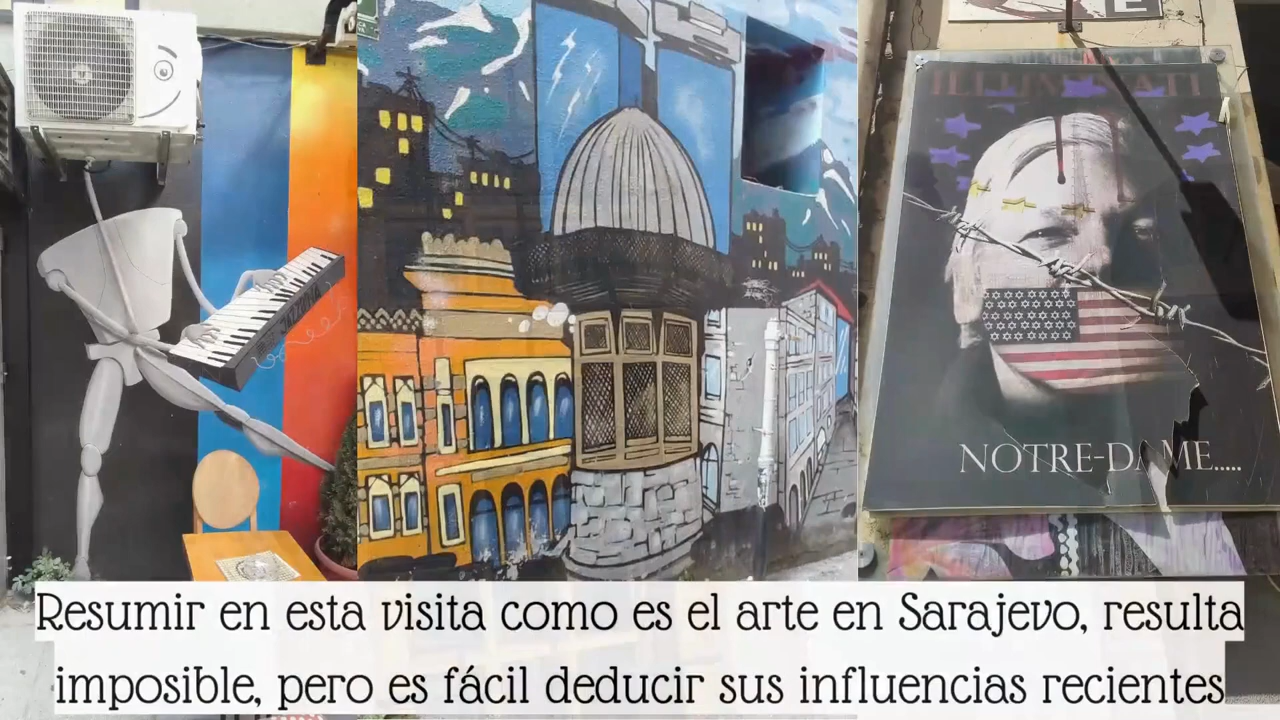 ILLUMINATI
NOTRE-DAME.....
Resumir en esta visita como es el arte en Sarajevo, resulta
imposible, pero es fácil deducir sus influencias recientes